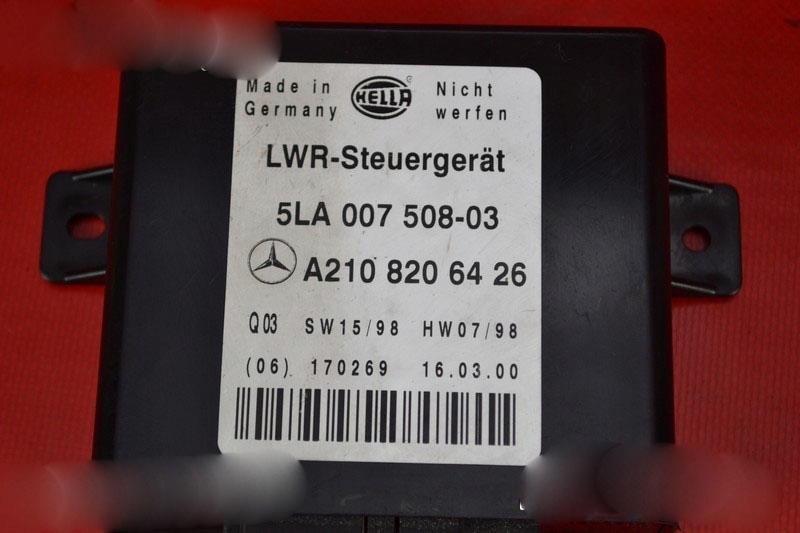 Made in Germany
HELLA
®
Nicht werfen
LWR-Steuergerät
5LA 007 508-03
A210 820 64 26
Q03 SW15/98 HW07/98
(06) 170269 16.03.00